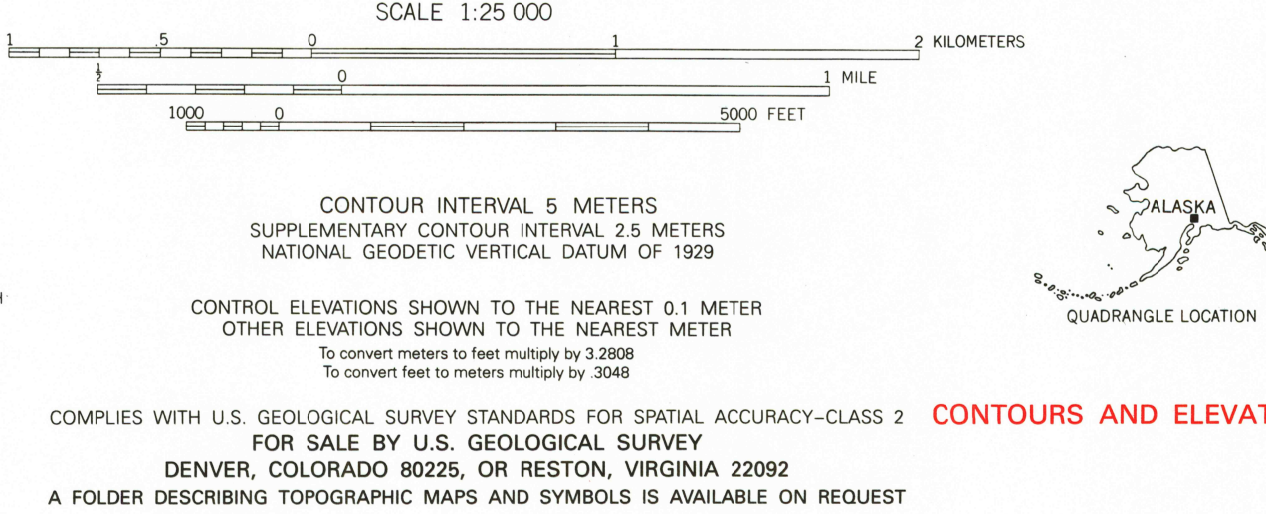 SCALE 1:25 000
1 .5 0 1 2 KILOMETERS
½ 0 1 MILE
1000 0 5000 FEET
CONTOUR INTERVAL 5 METERS
SUPPLEMENTARY CONTOUR INTERVAL 2.5 METERS
NATIONAL GEODETIC VERTICAL DATUM OF 1929
CONTROL ELEVATIONS SHOWN TO THE NEAREST 0.1 METER
OTHER ELEVATIONS SHOWN TO THE NEAREST METER
To convert meters to feet multiply by 3.2808
To convert feet to meters multiply by .3048
COMPLIES WITH U.S. GEOLOGICAL SURVEY STANDARDS FOR SPATIAL ACCURACY–CLASS 2
FOR SALE BY U.S. GEOLOGICAL SURVEY
DENVER, COLORADO 80225, OR RESTON, VIRGINIA 22092
A FOLDER DESCRIBING TOPOGRAPHIC MAPS AND SYMBOLS IS AVAILABLE ON REQUEST
ALASKA
QUADRANGLE LOCATION
CONTOURS AND ELEVAT